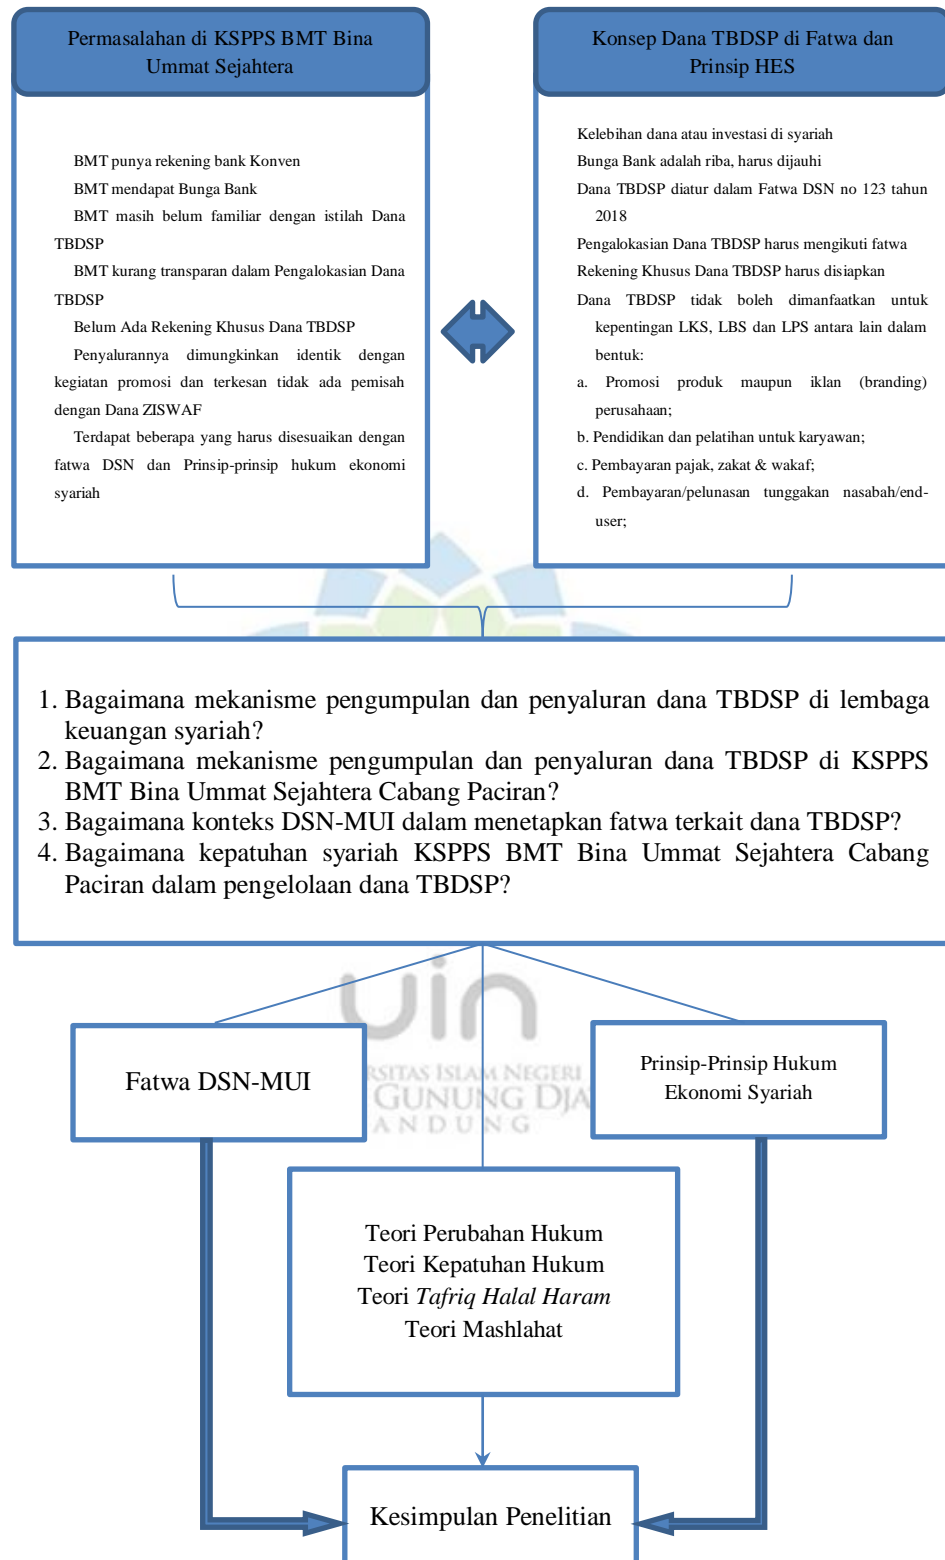 Permasalahan di KSPPS BMT Bina
Ummat Sejahtera
BMT punya rekening bank Konven
BMT mendapat Bunga Bank
BMT masih belum familiar dengan istilah Dana
TBDSP
BMT kurang transparan dalam Pengalokasian Dana
TBDSP
Belum Ada Rekening Khusus Dana TBDSP
Penyalurannya dimungkinkan identik dengan
kegiatan promosi dan terkesan tidak ada pemisah
dengan Dana ZISWAF
Terdapat beberapa yang harus disesuaikan dengan
fatwa DSN dan Prinsip-prinsip hukum ekonomi
syariah
Konsep Dana TBDSP di Fatwa dan
Prinsip HES
Kelebihan dana atau investasi di syariah
Bunga Bank adalah riba, harus dijauhi
Dana TBDSP diatur dalam Fatwa DSN no 123 tahun
2018
Pengalokasian Dana TBDSP harus mengikuti fatwa
Rekening Khusus Dana TBDSP harus disiapkan
Dana TBDSP tidak boleh dimanfaatkan untuk
kepentingan LKS, LBS dan LPS antara lain dalam
bentuk:
a. Promosi produk maupun iklan (branding)
perusahaan;
b. Pendidikan dan pelatihan untuk karyawan;
c. Pembayaran pajak, zakat & wakaf;
d. Pembayaran/pelunasan tunggakan nasabah/end-
user;
1. Bagaimana mekanisme pengumpulan dan penyaluran dana TBDSP di lembaga
keuangan syariah?
2. Bagaimana mekanisme pengumpulan dan penyaluran dana TBDSP di KSPPS
BMT Bina Ummat Sejahtera Cabang Paciran?
3. Bagaimana konteks DSN-MUI dalam menetapkan fatwa terkait dana TBDSP?
4. Bagaimana kepatuhan syariah KSPPS BMT Bina Ummat Sejahtera Cabang
Paciran dalam pengelolaan dana TBDSP?
uin
RSITAS ISLAM NEGERI
GUNUNG DJA
ANDUNG
Fatwa DSN-MUI
Prinsip-Prinsip Hukum
Ekonomi Syariah
Teori Perubahan Hukum
Teori Kepatuhan Hukum
Teori Tafriq Halal Haram
Teori Mashlahat
Kesimpulan Penelitian